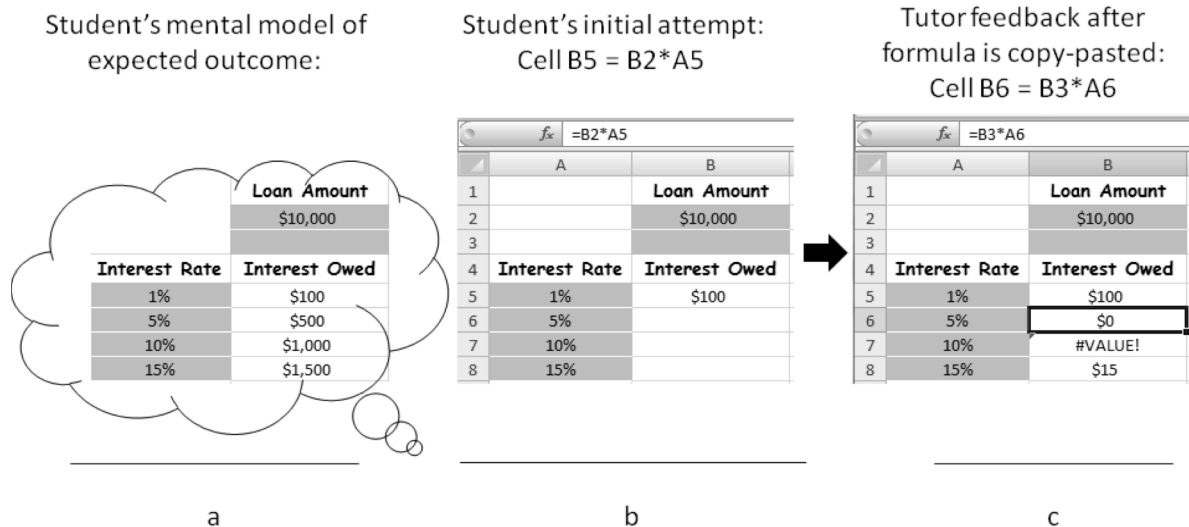 Student's mental model of
expected outcome:
Loan Amount
$10,000
Interest Rate Interest Owed
1% $100
5% $500
10% $1,000
15% $1,500
a
Student's initial attempt:
Cell B5 = B2*A5
fx =B2*A5
A B
1 Loan Amount
2 $10,000
3
4 Interest Rate Interest Owed
5 1% $100
6 5%
7 10%
8 15%
b
Tutor feedback after
formula is copy-pasted:
Cell B6 = B3*A6
fx =B3*A6
A B
1 Loan Amount
2 $10,000
3
4 Interest Rate Interest Owed
5 1% $100
6 5% $0
7 10% #VALUE!
8 15% $15
c